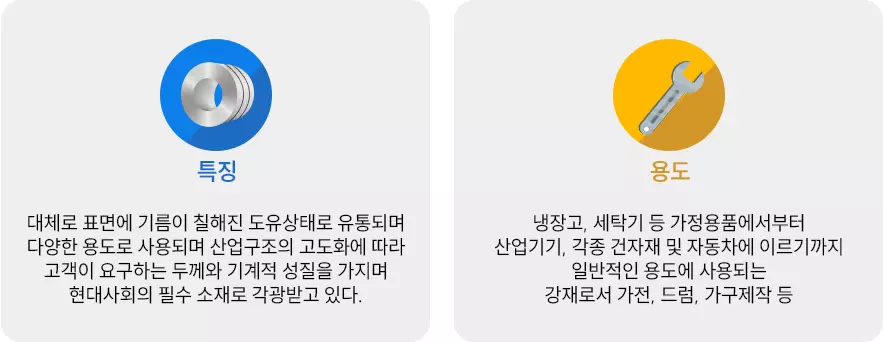 특징
대체로 표면에 기름이 칠해진 도유상태로 유통되며
다양한 용도로 사용되며 산업구조의 고도화에 따라
고객이 요구하는 두께와 기계적 성질을 가지며
현대사회의 필수 소재로 각광받고 있다.
용도
냉장고, 세탁기 등 가정용품에서부터
산업기기, 각종 건자재 및 자동차에 이르기까지
일반적인 용도에 사용되는
강재로서 가전, 드럼, 가구제작 등